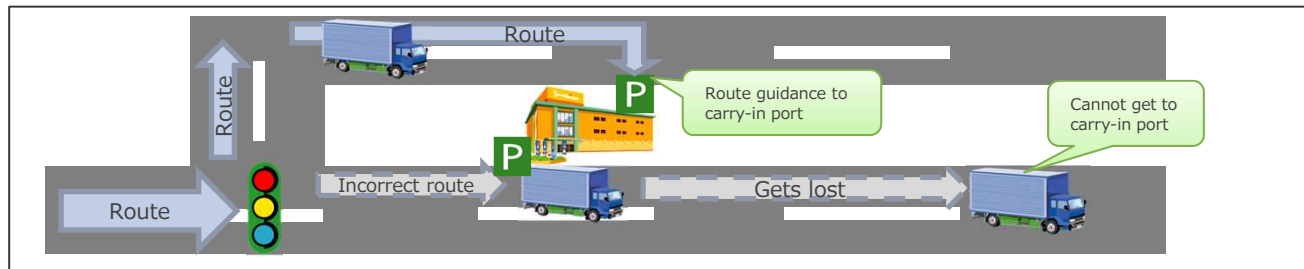 Route
Route
P
Route guidance to
carry-in port
Cannot get to
carry-in port
P
Route
Incorrect route
Gets lost